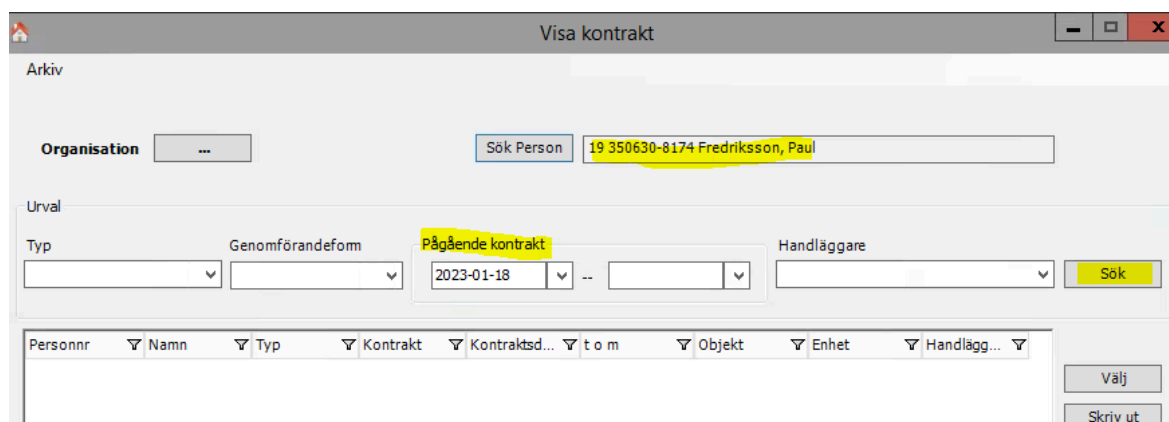 Visa kontrakt
Arkiv
Organisation ... Sök Person 19 350630-8174 Fredriksson, Paul
Urval
Typ Genomförandeform Pågående kontrakt Handläggare
2023-01-18 -- Sök
Personnr Namn Typ Kontrakt Kontraktsd... t o m Objekt Enhet Handlägg...
Välj
Skriv ut